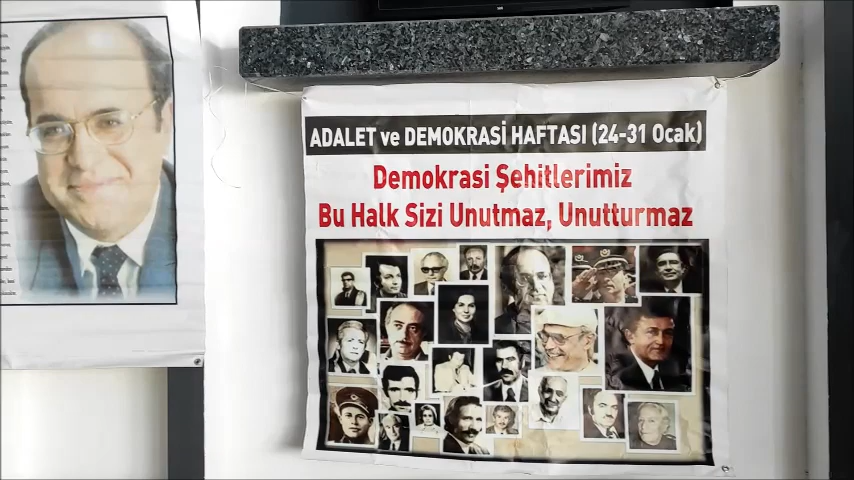 ADALET ve DEMOKRASİ HAFTASI (24-31 Ocak)
Demokrasi Şehitlerimiz
Bu Halk Sizi Unutmaz, Unutturmaz